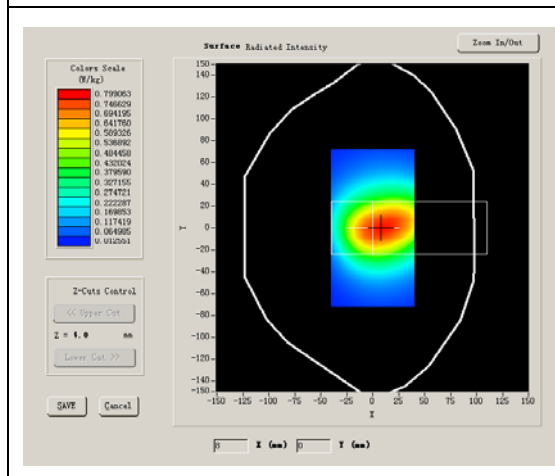 Surface Radiated Intensity
Zoom In/Out
Colors Scale
(W/kg)
0.799063
0.746629
0.694195
0.641760
0.589326
0.536892
0.484458
0.432024
0.379590
0.327155
0.274721
0.222287
0.169853
0.117419
0.064985
0.012551
Z-Cuts Control
<< Upper Cut
Z = 4.0 mm
Lower Cut >>
SAVE
Cancel
150
140
120
100
80
60
40
20
0
-20
-40
-60
-80
-100
-120
-140
-150
Y
-150 -125 -100 -75 -50 -25 0 25 50 75 100 125 150
X
8 X (mm) 0 Y (mm)